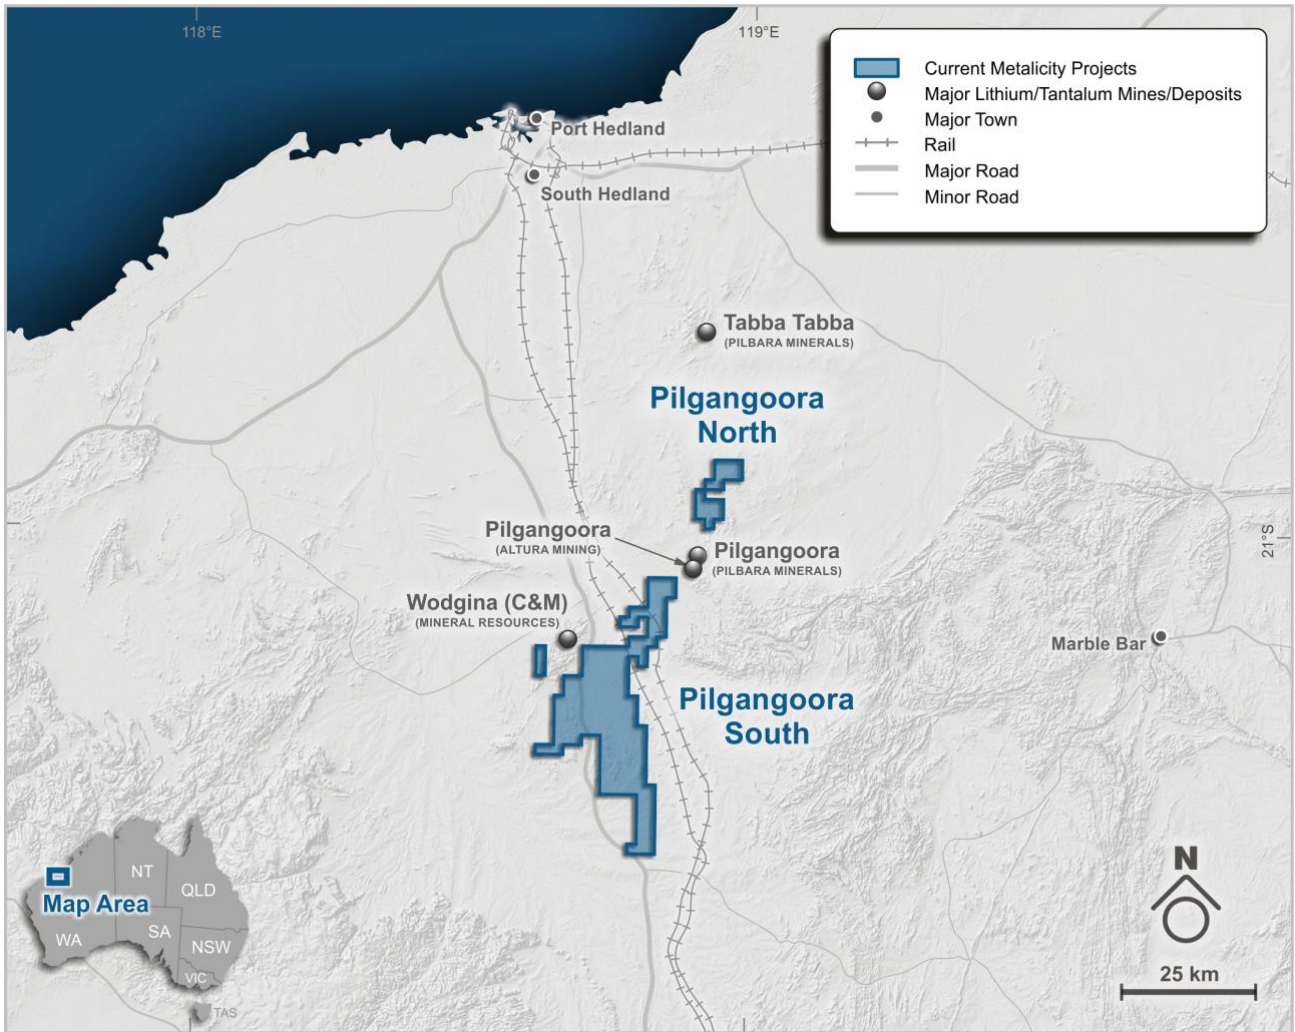 118°E
119°E
Current Metalicity Projects
Major Lithium/Tantalum Mines/Deposits
Major Town
Rail
Major Road
Minor Road
Port Hedland
South Hedland
Tabba Tabba
(PILBARA MINERALS)
Pilgangoora
North
Pilgangoora
(ALTURA MINING)
Pilgangoora
(PILBARA MINERALS)
21°S
Wodgina (C&M)
(MINERAL RESOURCES)
Marble Bar
Pilgangoora
South
NT
QLD
Map Area
WA
SA
NSW
VIC
TAS
N
25 km